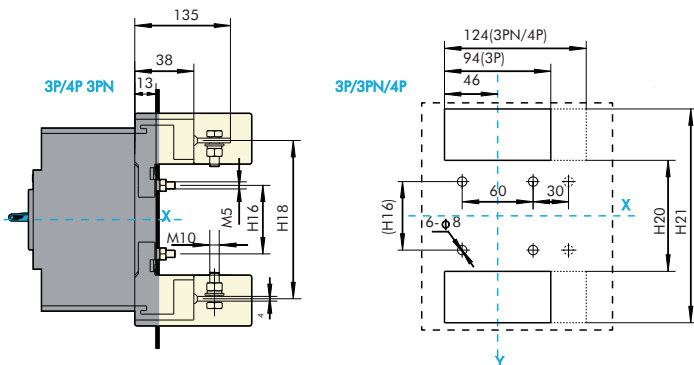 135
38
13
3P/4P 3PN
X
M5
H16
H18
M10
4
124(3PN/4P)
94(3P)
46
3P/3PN/4P
60
30
X
(H16)
6-ϕ8
H20
H21
Y